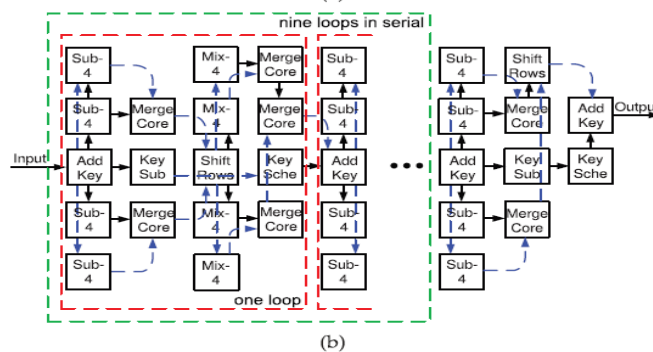 nine loops in serial
Sub-
4
Mix-
4
Merge
Core
Sub-
4
Sub-
4
Shift
Rows
Sub-
4
Merge
Core
Mix-
4
Merge
Core
Sub-
4
Sub-
4
Merge
Core
Add
Key
Output
Input
Add
Key
Key
Sub
Shift
Rows
Key
Sche
Add
Key
Add
Key
Key
Sub
Key
Sche
Sub-
4
Merge
Core
Mix-
4
Merge
Core
Sub-
4
Sub-
4
Merge
Core
Sub-
4
Mix-
4
Sub-
4
Sub-
4
one loop
(b)